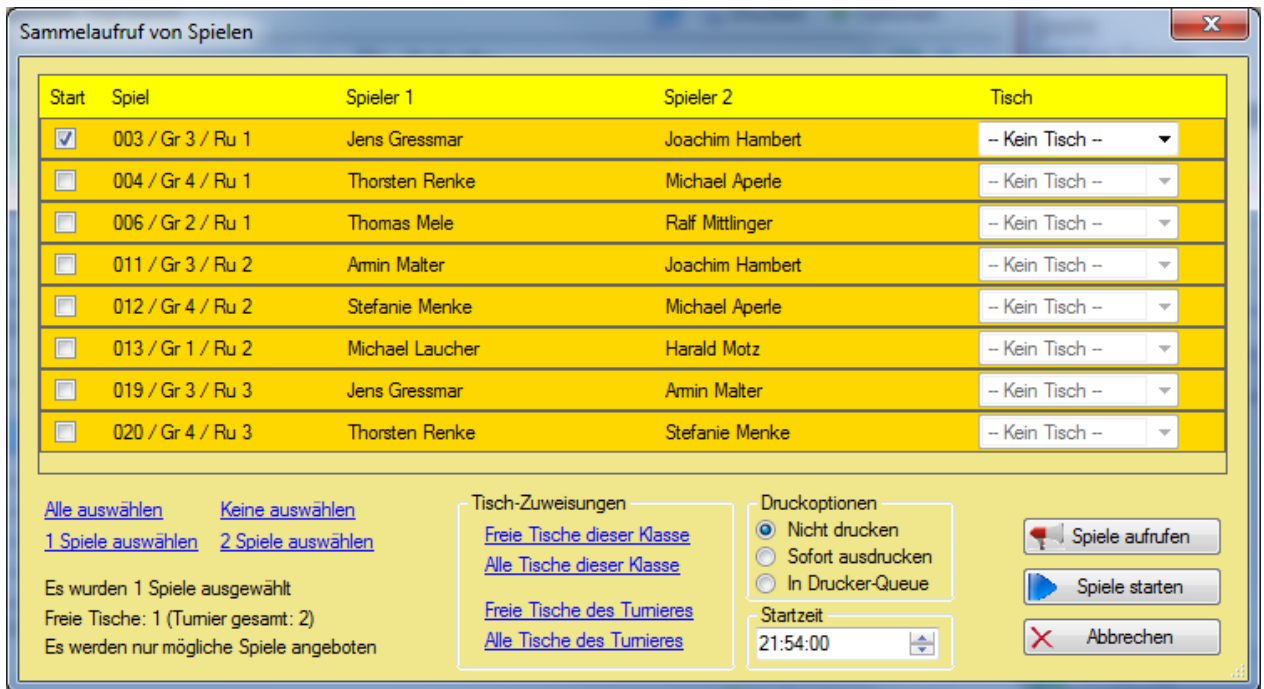 Sammelaufruf von Spielen
Start Spiel Spieler 1 Spieler 2 Tisch
003 / Gr 3 / Ru 1 Jens Gressmar Joachim Hambert -- Kein Tisch --
004 / Gr 4 / Ru 1 Thorsten Renke Michael Aperle -- Kein Tisch --
006 / Gr 2 / Ru 1 Thomas Mele Ralf Mittlinger -- Kein Tisch --
011 / Gr 3 / Ru 2 Armin Malter Joachim Hambert -- Kein Tisch --
012 / Gr 4 / Ru 2 Stefanie Menke Michael Aperle -- Kein Tisch --
013 / Gr 1 / Ru 2 Michael Laucher Harald Motz -- Kein Tisch --
019 / Gr 3 / Ru 3 Jens Gressmar Armin Malter -- Kein Tisch --
020 / Gr 4 / Ru 3 Thorsten Renke Stefanie Menke -- Kein Tisch --
Alle auswählen Keine auswählen
1 Spiele auswählen 2 Spiele auswählen
Es wurden 1 Spiele ausgewählt
Freie Tische: 1 (Turnier gesamt: 2)
Es werden nur mögliche Spiele angeboten
Tisch-Zuweisungen
Freie Tische dieser Klasse
Alle Tische dieser Klasse
Freie Tische des Turnieres
Alle Tische des Turnieres
Druckoptionen
Nicht drucken
Sofort ausdrucken
In Drucker-Queue
Startzeit
21:54:00
Spiele aufrufen
Spiele starten
Abbrechen